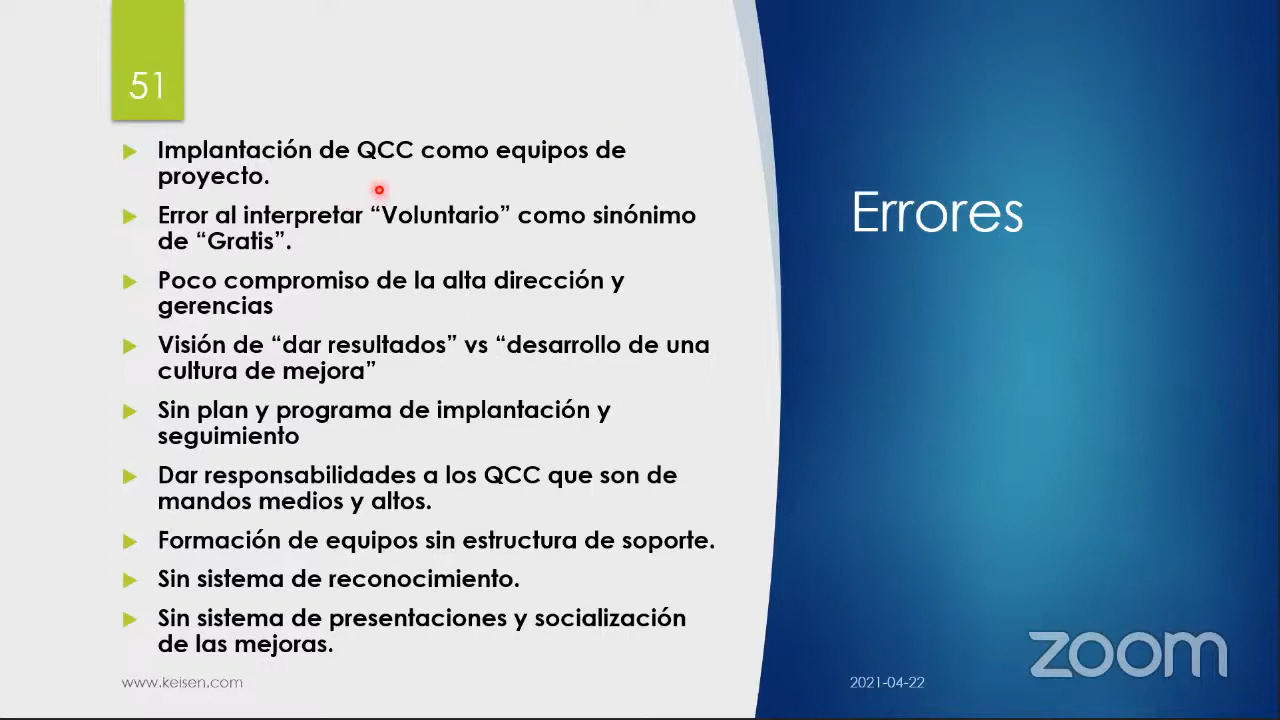 51
Implantación de QCC como equipos de
proyecto.
Error al interpretar “Voluntario” como sinónimo
de “Gratis”.
Poco compromiso de la alta dirección y
gerencias
Visión de “dar resultados” vs “desarrollo de una
cultura de mejora”
Sin plan y programa de implantación y
seguimiento
Dar responsabilidades a los QCC que son de
mandos medios y altos.
Formación de equipos sin estructura de soporte.
Sin sistema de reconocimiento.
Sin sistema de presentaciones y socialización
de las mejoras.
Errores
www.keisen.com
2021-04-22
zoom